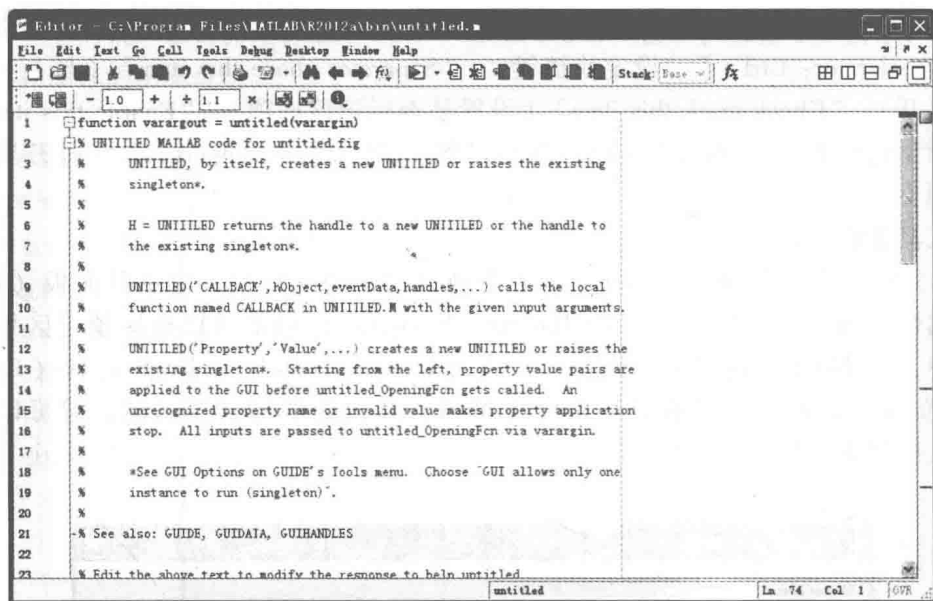 Editor - C:\Program Files\MATLAB\R2012a\bin\untitled.m
File Edit Text Go Cell Tools Debug Desktop Window Help
Stack: Base fx
- 1.0 + ÷ 1.1 ×
1 function varargout = untitled(varargin)
2 % UNTITLED MATLAB code for untitled.fig
3 % UNTITLED, by itself, creates a new UNTITLED or raises the existing
4 % singleton*.
5 %
6 % H = UNTITLED returns the handle to a new UNTITLED or the handle to
7 % the existing singleton*.
8 %
9 % UNTITLED('CALLBACK',hObject,eventData,handles,...) calls the local
10 % function named CALLBACK in UNTITLED.M with the given input arguments.
11 %
12 % UNTITLED('Property','Value',...) creates a new UNTITLED or raises the
13 % existing singleton*. Starting from the left, property value pairs are
14 % applied to the GUI before untitled_OpeningFcn gets called. An
15 % unrecognized property name or invalid value makes property application
16 % stop. All inputs are passed to untitled_OpeningFcn via varargin.
17 %
18 % *See GUI Options on GUIDE's Tools menu. Choose "GUI allows only one
19 % instance to run (singleton)".
20 %
21 % See also: GUIDE, GUIDATA, GUIHANDLES
22
23 % Edit the above text to modify the response to help untitled
untitled Ln 74 Col 1 OVR